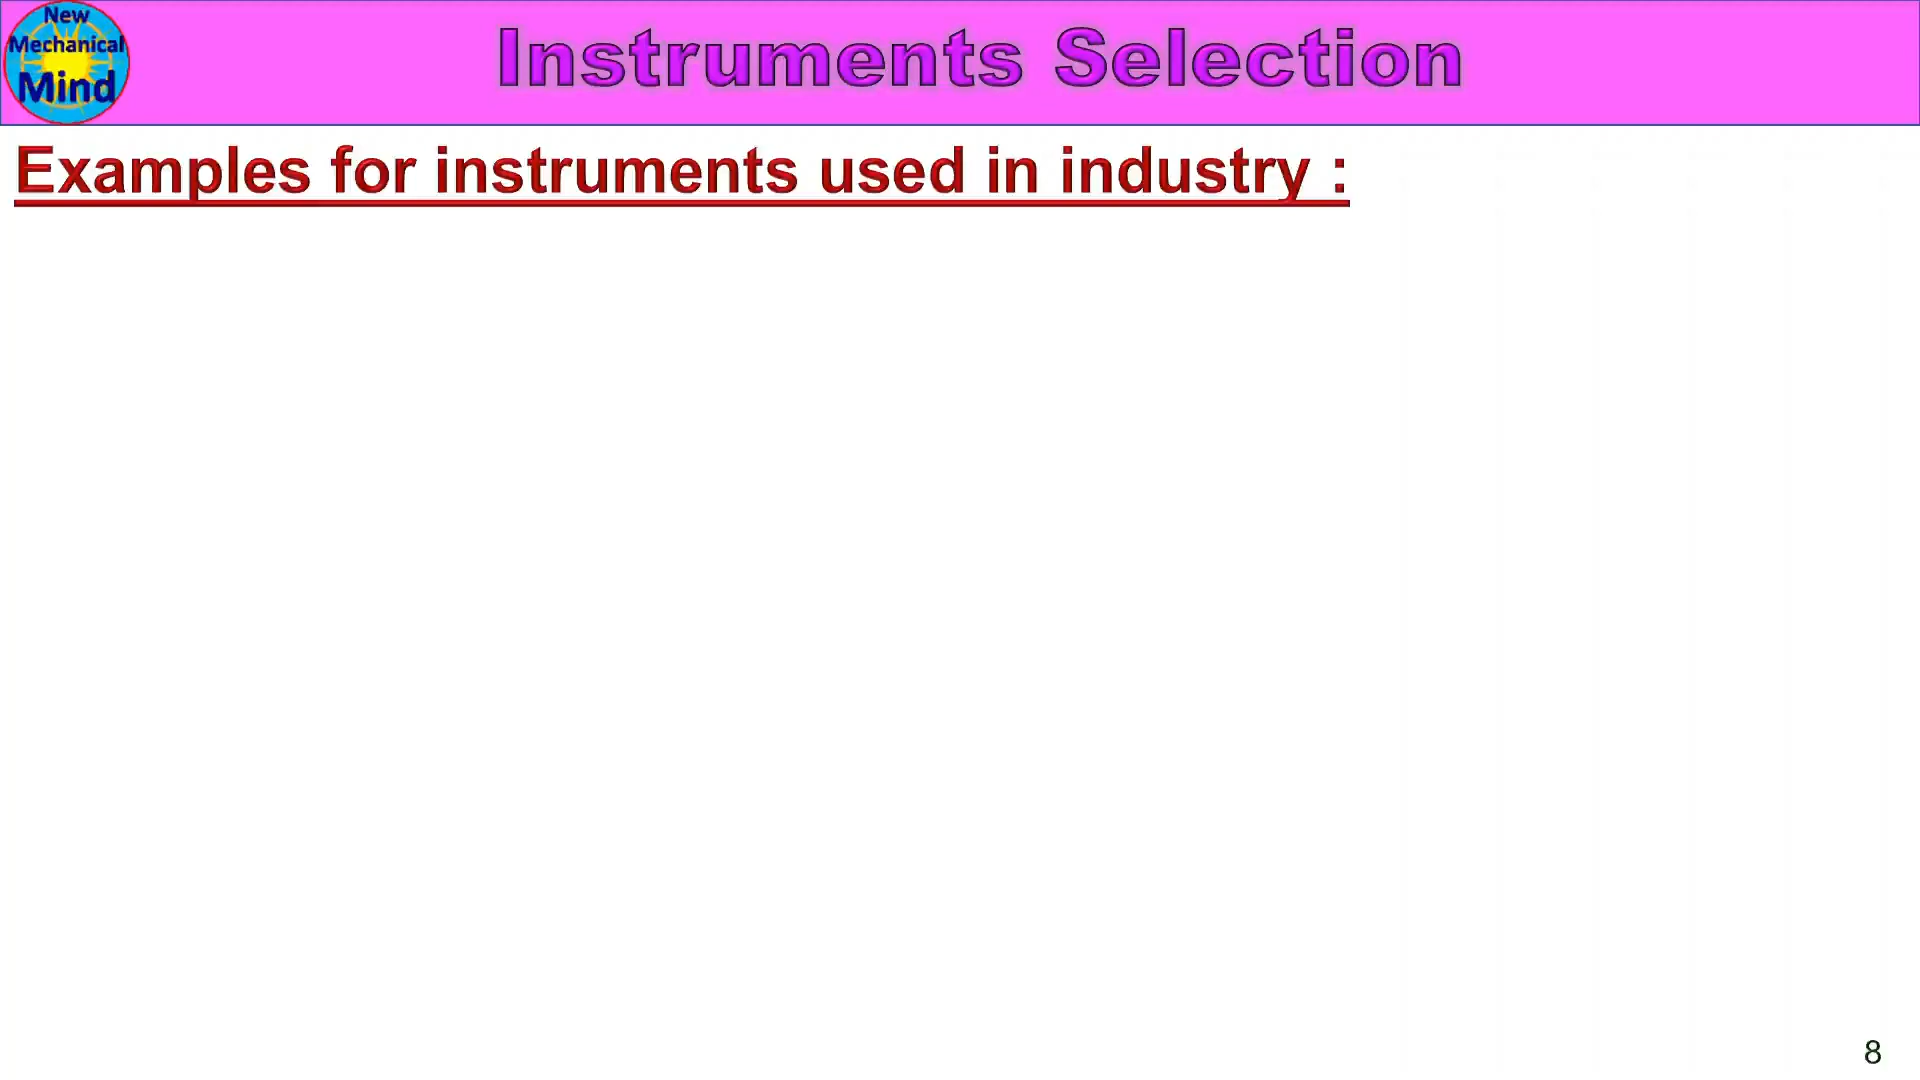 New
Mechanical
Mind
Instruments Selection
Examples for instruments used in industry :
8